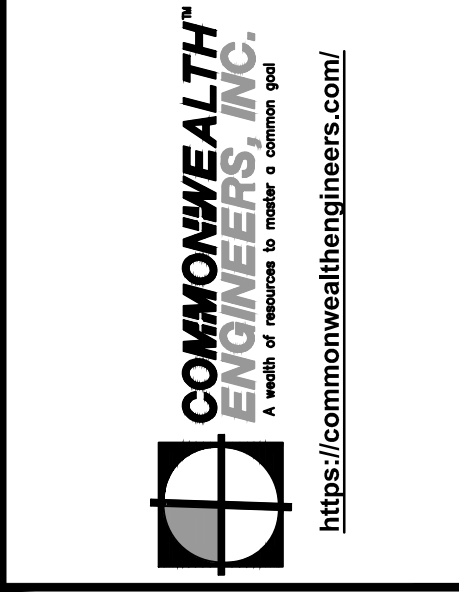 COMMONWEALTH™
ENGINEERS, INC.
A wealth of resources to master a common goal
https://commonwealthengineers.com/